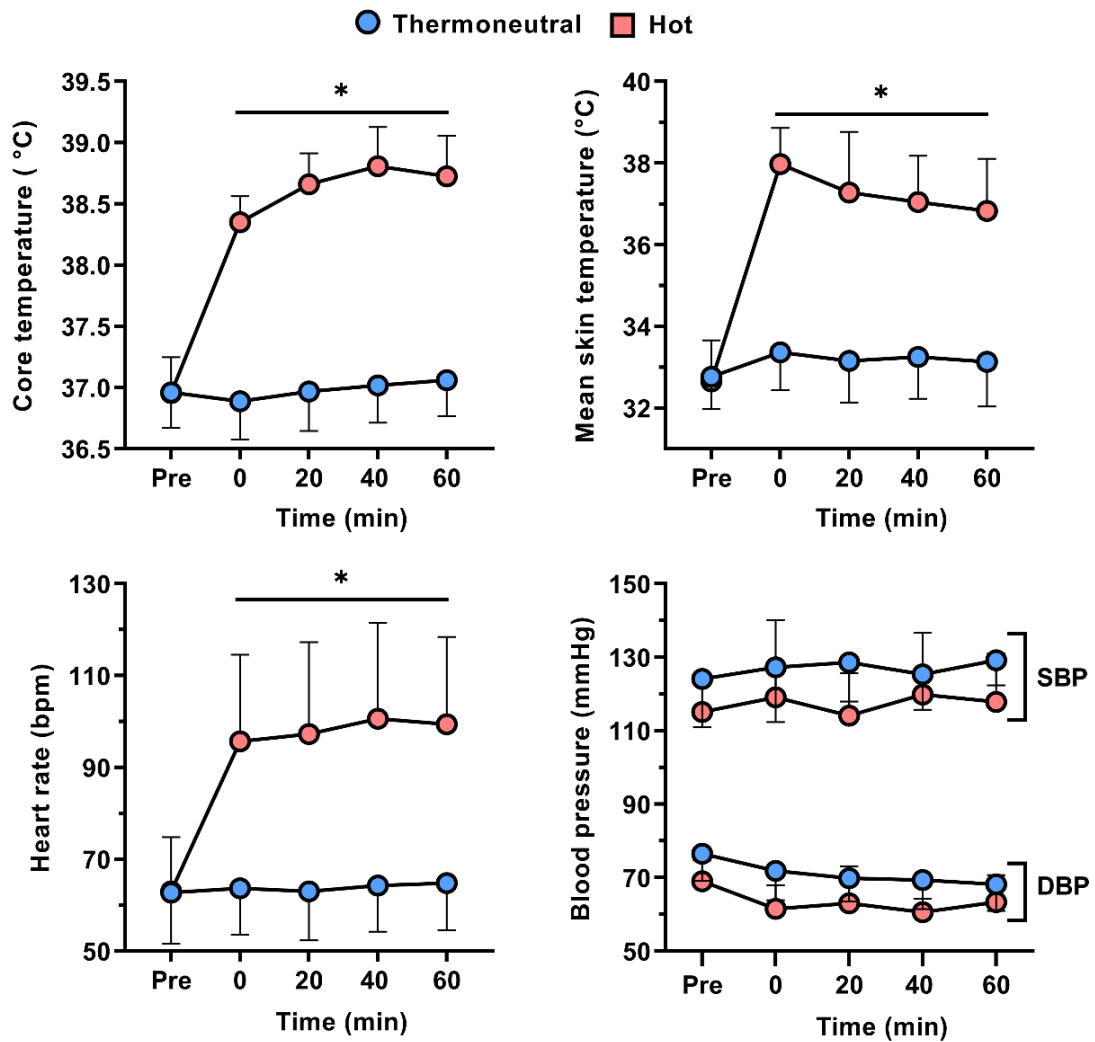 Thermoneutral Hot
Core temperature ( °C)
39.5
39.0
38.5
38.0
37.5
37.0
36.5
*
Pre 0 20 40 60
Time (min)
Mean skin temperature (°C)
40
38
36
34
32
*
Pre 0 20 40 60
Time (min)
Heart rate (bpm)
130
110
90
70
50
*
Pre 0 20 40 60
Time (min)
Blood pressure (mmHg)
150
130
110
90
70
50
SBP
DBP
Pre 0 20 40 60
Time (min)